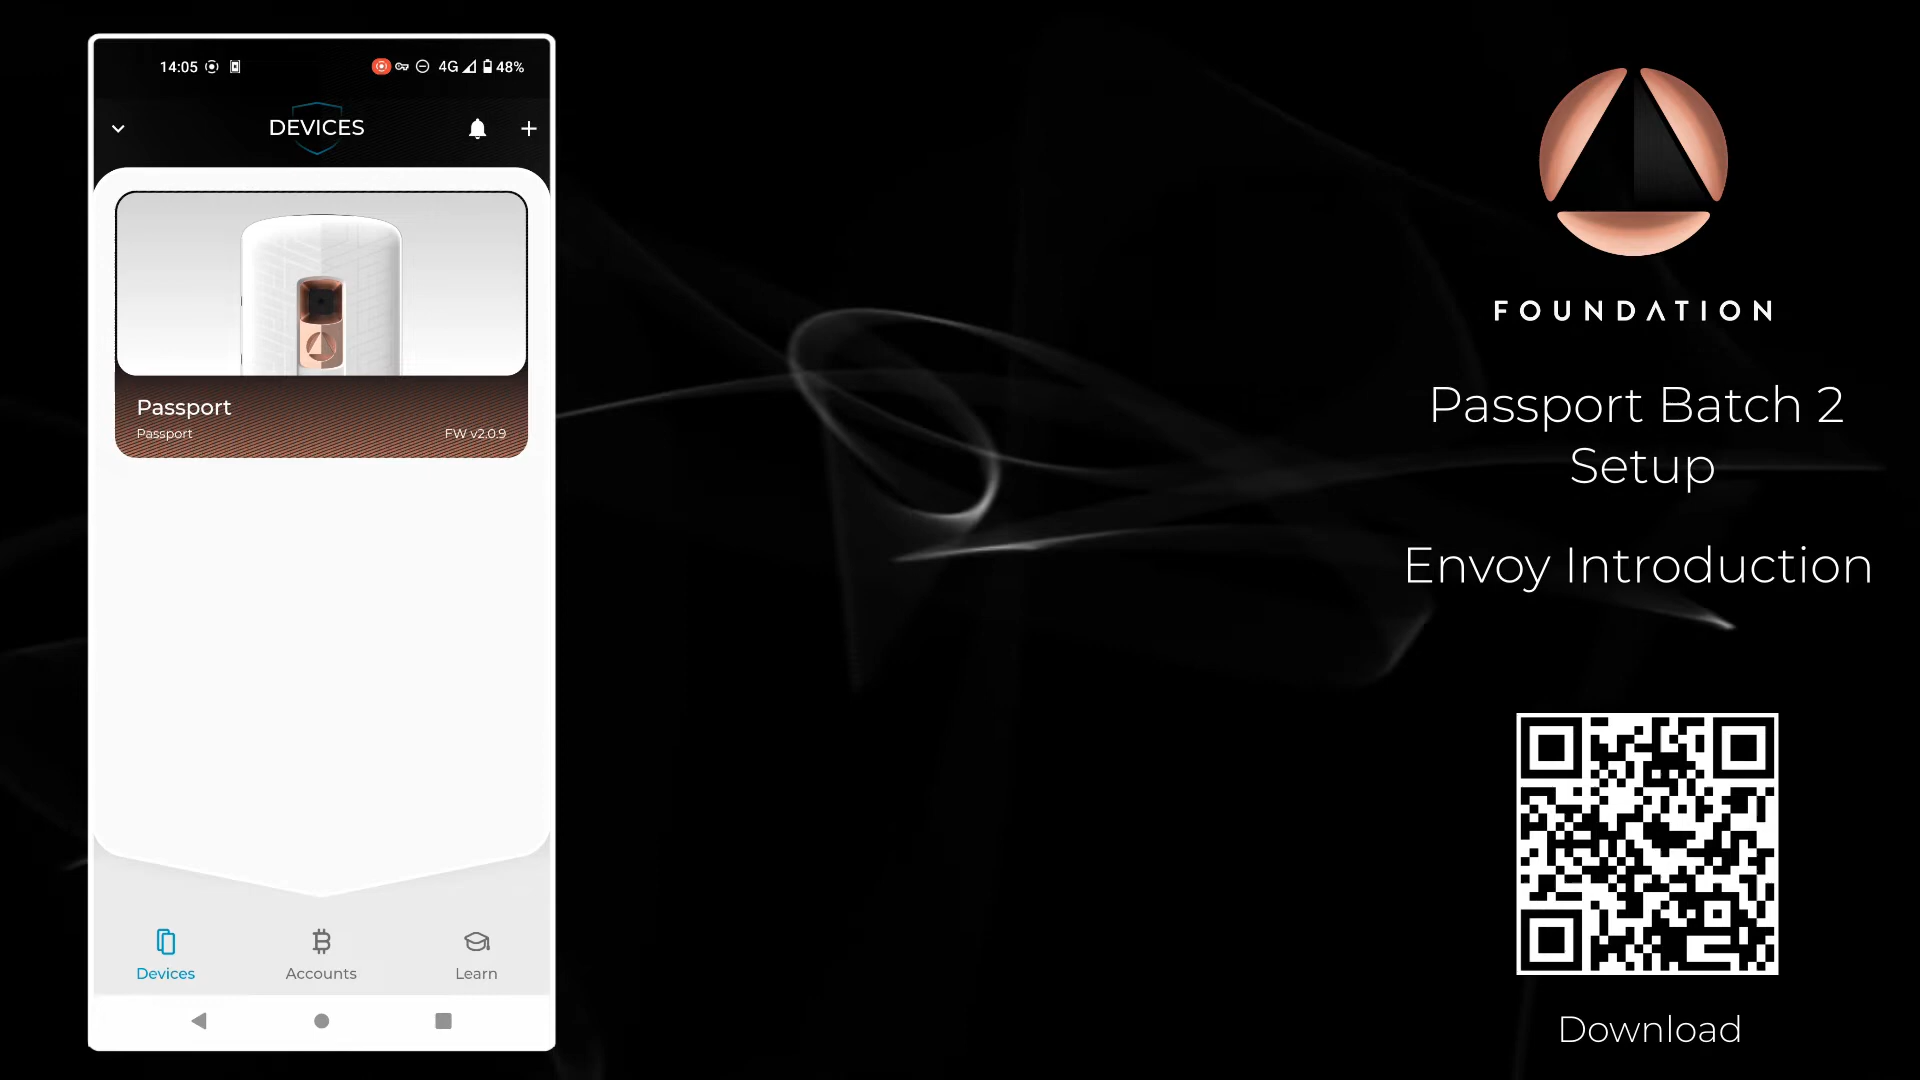 14:05
4G
48%
DEVICES
Passport
Passport
FW v2.0.9
Devices
Accounts
Learn
FOUNDATION
Passport Batch 2
Setup
Envoy Introduction
Download